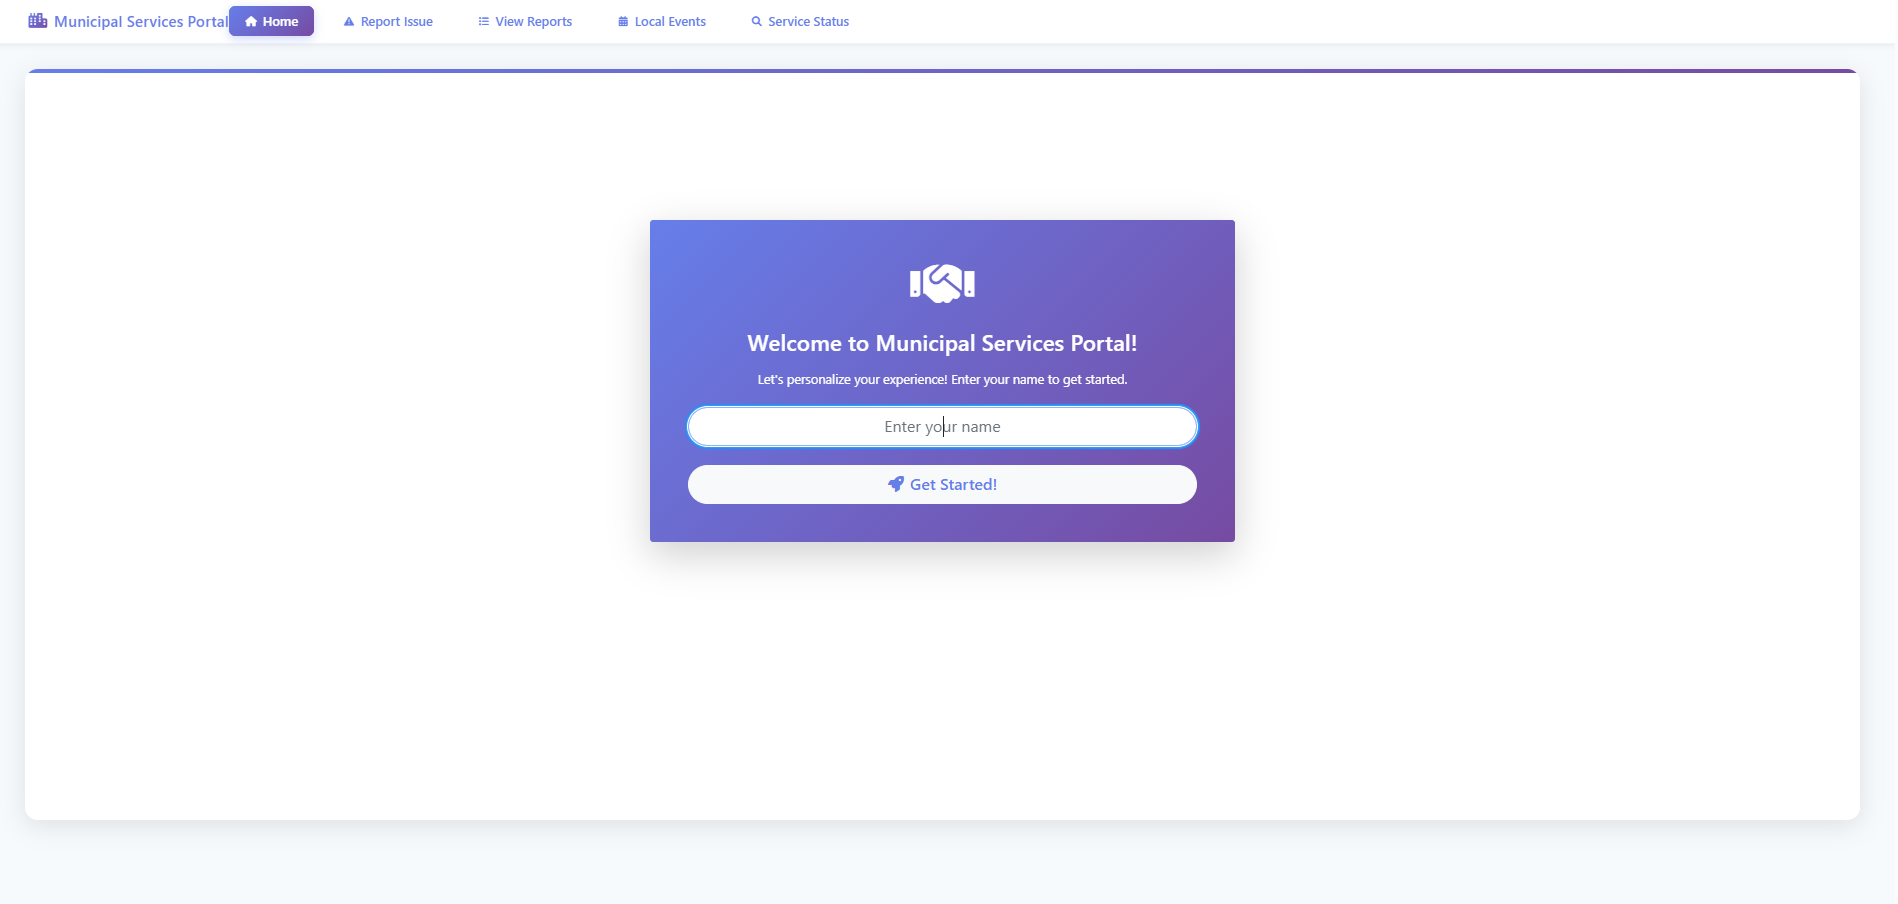 Municipal Services Portal Home Report Issue View Reports Local Events Service Status
Welcome to Municipal Services Portal!
Let's personalize your experience! Enter your name to get started.
Enter your name
Get Started!